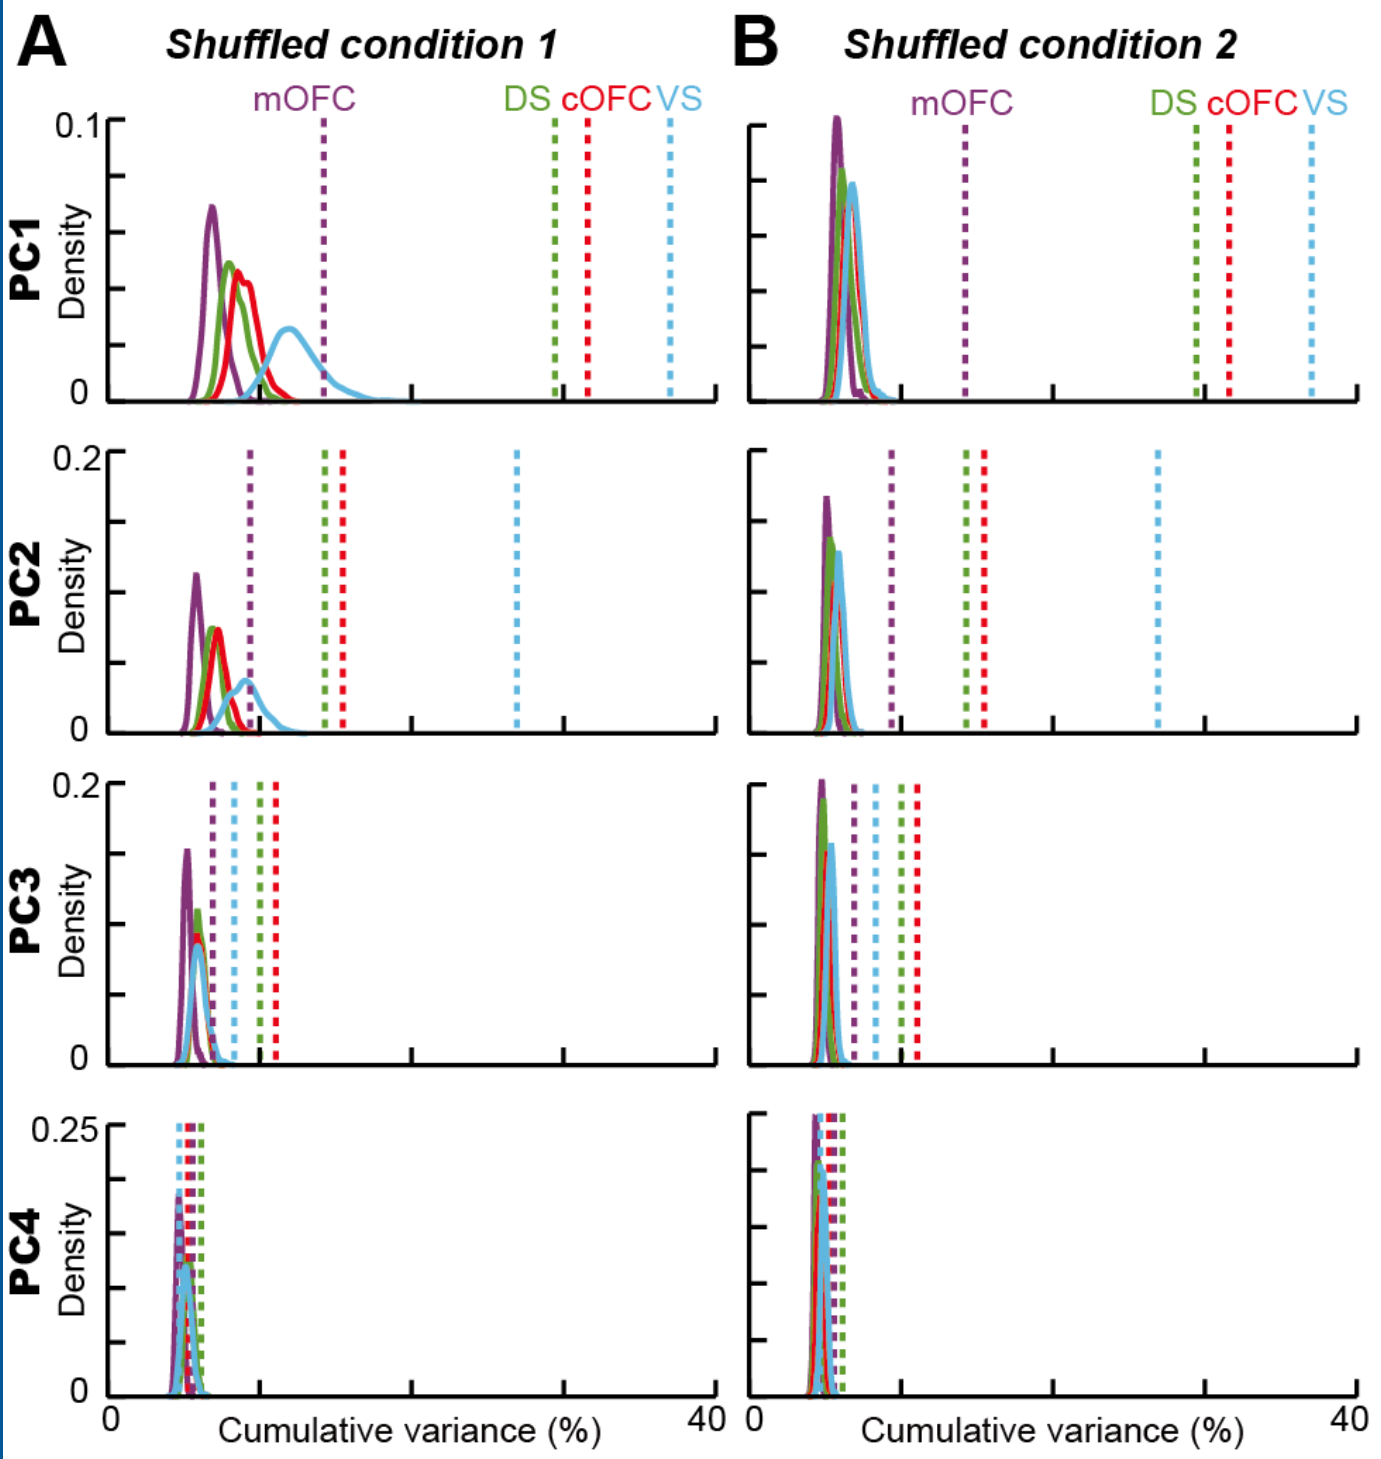 A Shuffled condition 1 B Shuffled condition 2
mOFC DS cOFC VS mOFC DS cOFC VS
0.1
PC1
Density
0
0.2
PC2
Density
0
0.2
PC3
Density
0
0.25
PC4
Density
0
0 Cumulative variance (%) 40 0 Cumulative variance (%) 40